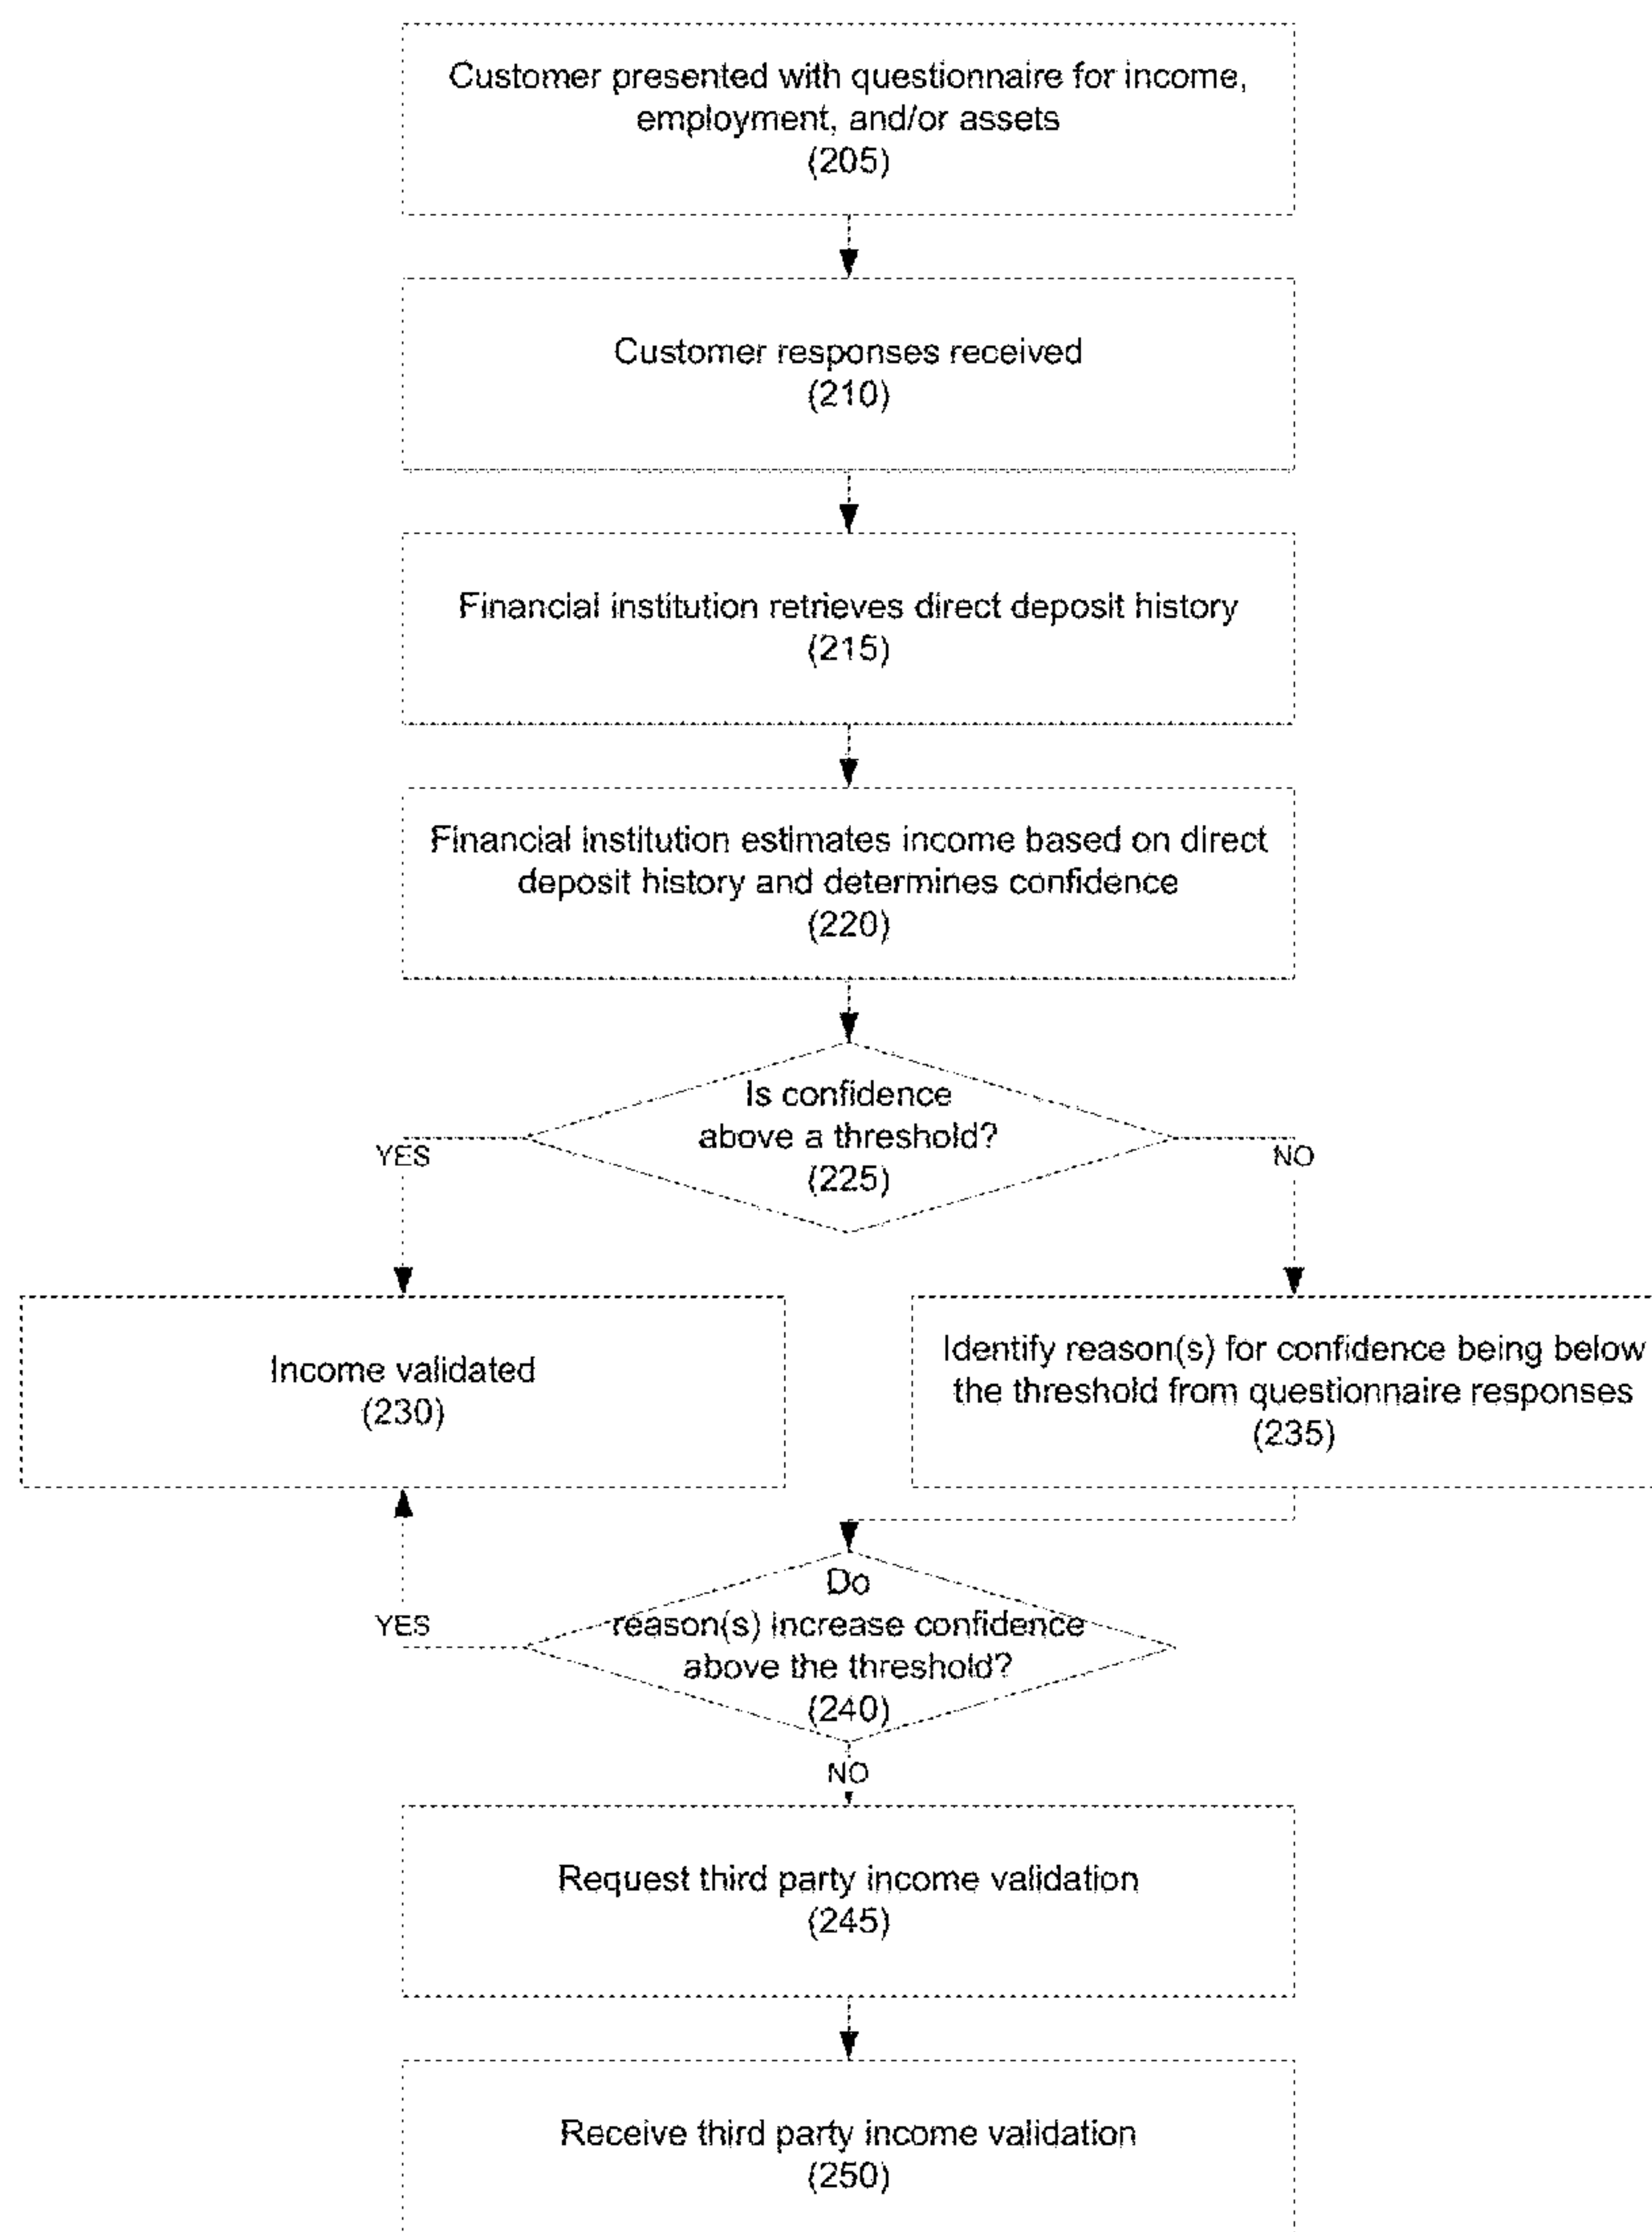 Customer presented with questionnaire for income,
employment, and/or assets
(205)
Customer responses received
(210)
Financial institution retrieves direct deposit history
(215)
Financial institution estimates income based on direct
deposit history and determines confidence
(220)
Is confidence
above a threshold?
(225)
YES
NO
Income validated
(230)
Identify reason(s) for confidence being below
the threshold from questionnaire responses
(235)
Do
reason(s) increase confidence
above the threshold?
(240)
YES
NO
Request third party income validation
(245)
Receive third party income validation
(250)